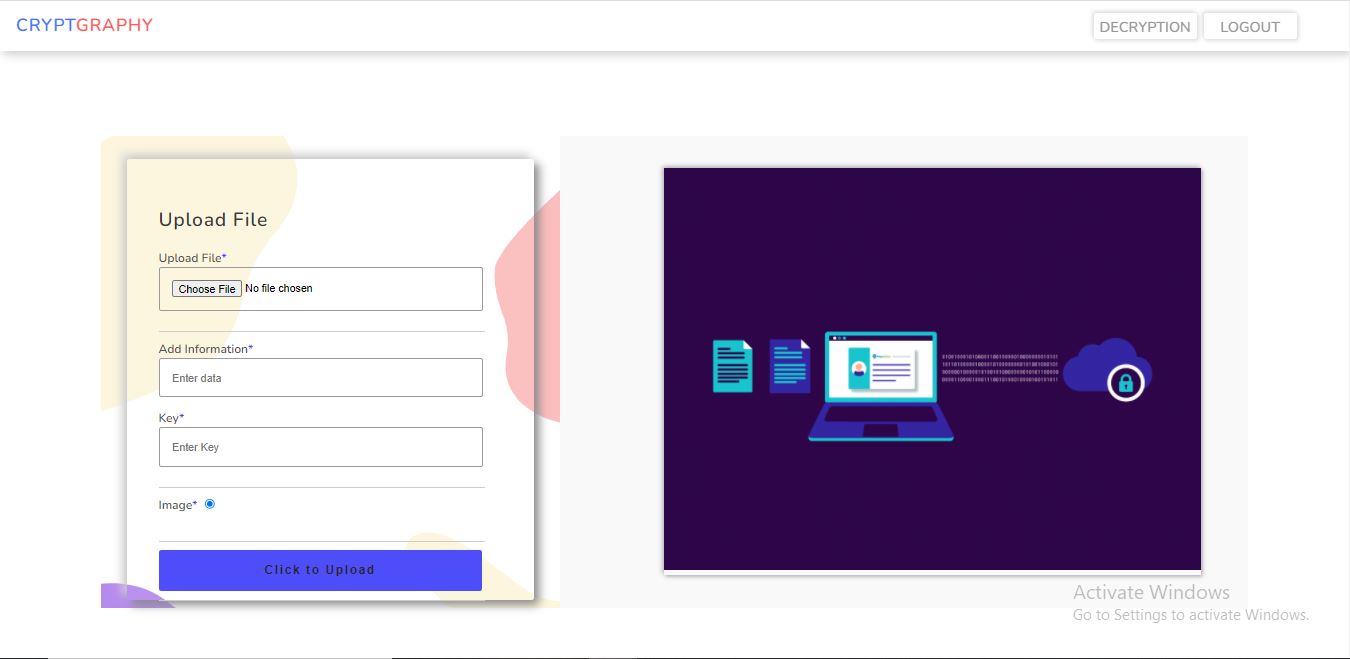 CRYPTGRAPHY
DECRYPTION
LOGOUT
Upload File
Upload File*
Choose File No file chosen
Add Information*
Enter data
Key*
Enter Key
Image*
Click to Upload
Activate Windows
Go to Settings to activate Windows.